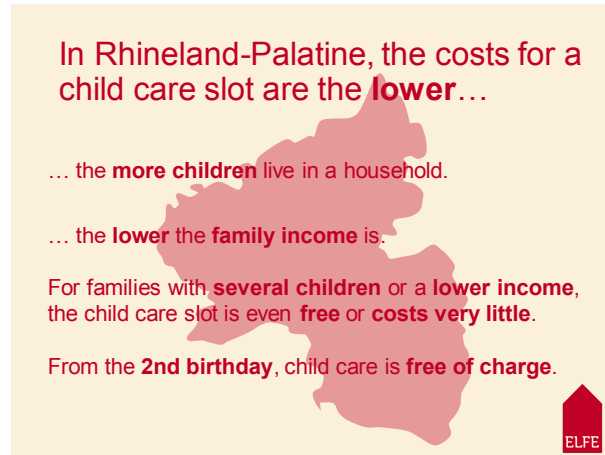 In Rhineland-Palatine, the costs for a
child care slot are the lower…
… the more children live in a household.
… the lower the family income is.
For families with several children or a lower income,
the child care slot is even free or costs very little.
From the 2nd birthday, child care is free of charge.
ELFE